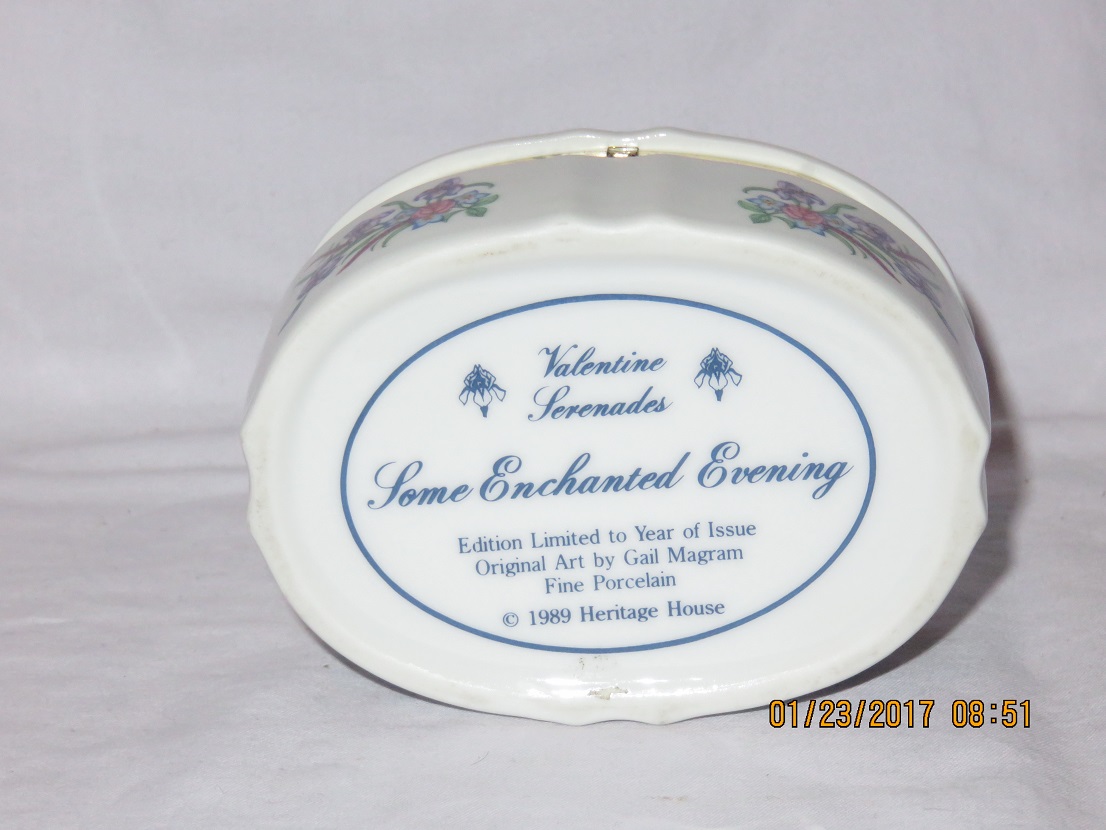 Valentine
Serenades
Some Enchanted Evening
Edition Limited to Year of Issue
Original Art by Gail Magram
Fine Porcelain
© 1989 Heritage House
01/23/2017 08:51